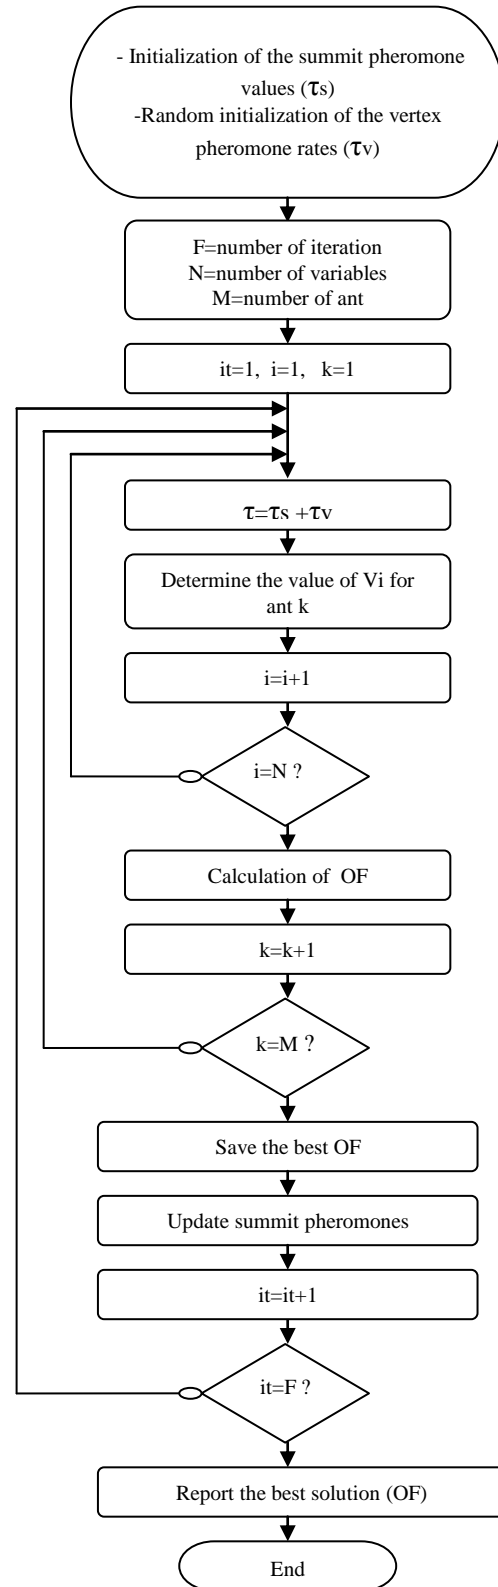 - Initialization of the summit pheromone
values (τs)
-Random initialization of the vertex
pheromone rates (τv)
F=number of iteration
N=number of variables
M=number of ant
it=1, i=1, k=1
τ=τs +τv
Determine the value of Vi for
ant k
i=i+1
i=N ?
Calculation of OF
k=k+1
k=M ?
Save the best OF
Update summit pheromones
it=it+1
it=F ?
Report the best solution (OF)
End